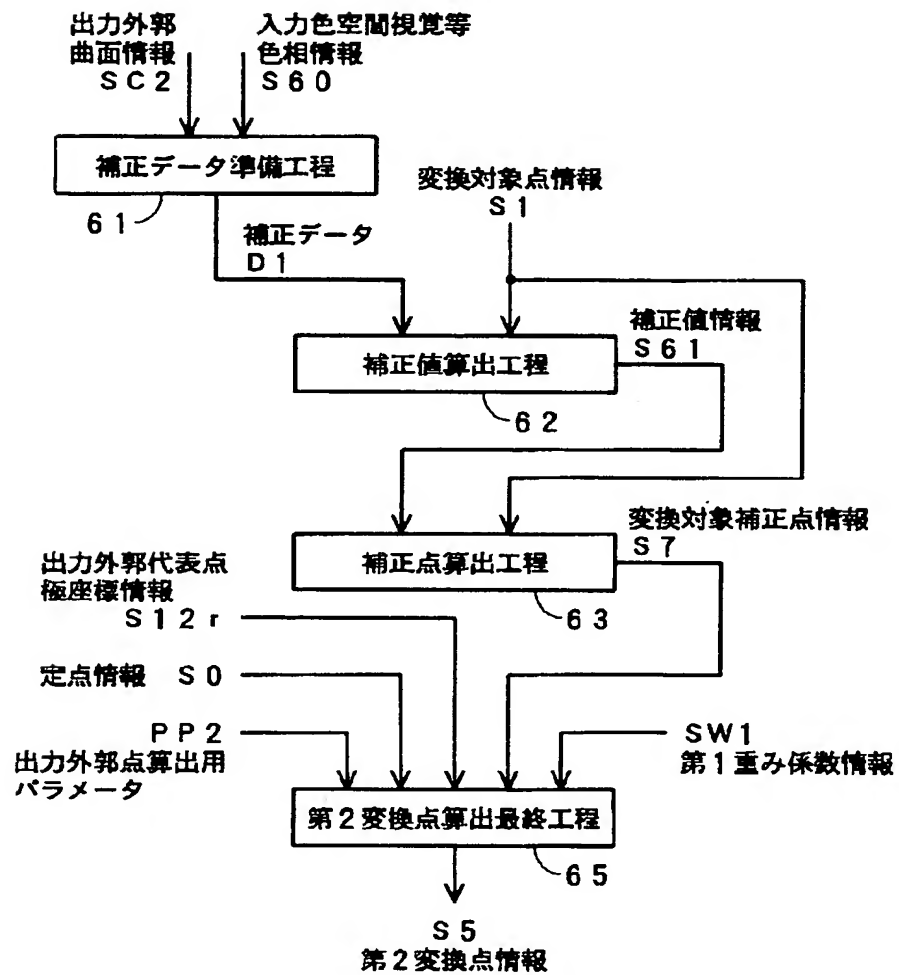 出力外郭
曲面情報
SC2
入力色空間視覚等
色相情報
S60
補正データ準備工程
61
補正データ
D1
変換対象点情報
S1
補正値算出工程
62
補正値情報
S61
補正点算出工程
63
変換対象補正点情報
S7
出力外郭代表点
極座標情報
S12r
定点情報 S0
PP2
出力外郭点算出用
パラメータ
SW1
第1重み係数情報
第2変換点算出最終工程
65
S5
第2変換点情報